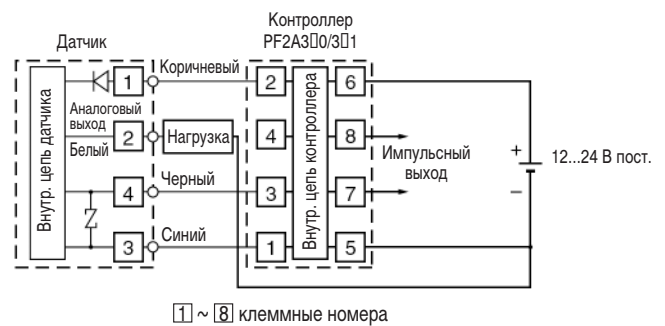 Контроллер
PF2A3□0/3□1
Датчик
Внутр. цепь датчика
1
Коричневый
2
6
Аналоговый
выход
Белый
2
Нагрузка
4
8
Внутр. цепь контроллера
Импульсный
выход
+
12...24 В пост.
–
4
Черный
3
7
3
Синий
1
5
1 ~ 8 клеммные номера